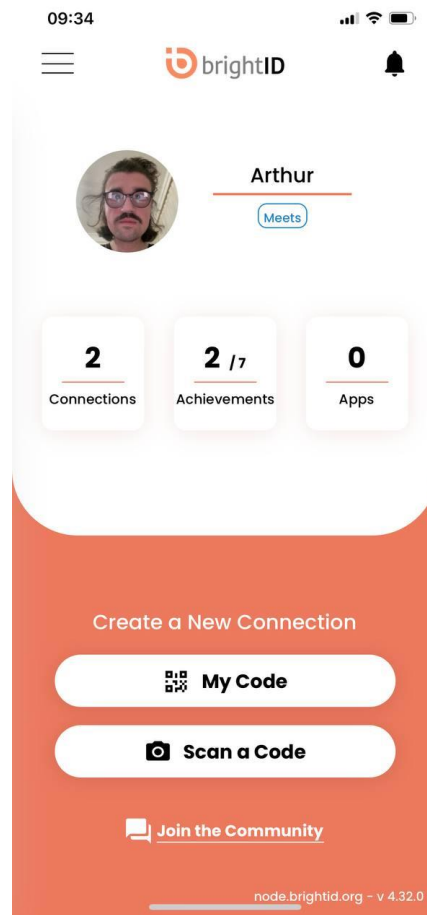 09:34
brightID
Arthur
Meets
2
Connections
2 /7
Achievements
0
Apps
Create a New Connection
My Code
Scan a Code
Join the Community
node.brightid.org - v 4.32.0